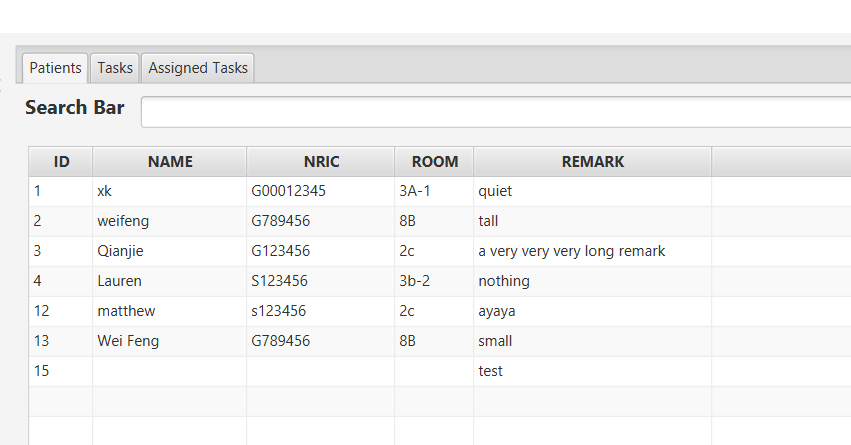 Patients Tasks Assigned Tasks
Search Bar
ID NAME NRIC ROOM REMARK
1 xk G00012345 3A-1 quiet
2 weifeng G789456 8B tall
3 Qianjie G123456 2c a very very very long remark
4 Lauren S123456 3b-2 nothing
12 matthew s123456 2c ayaya
13 Wei Feng G789456 8B small
15 test